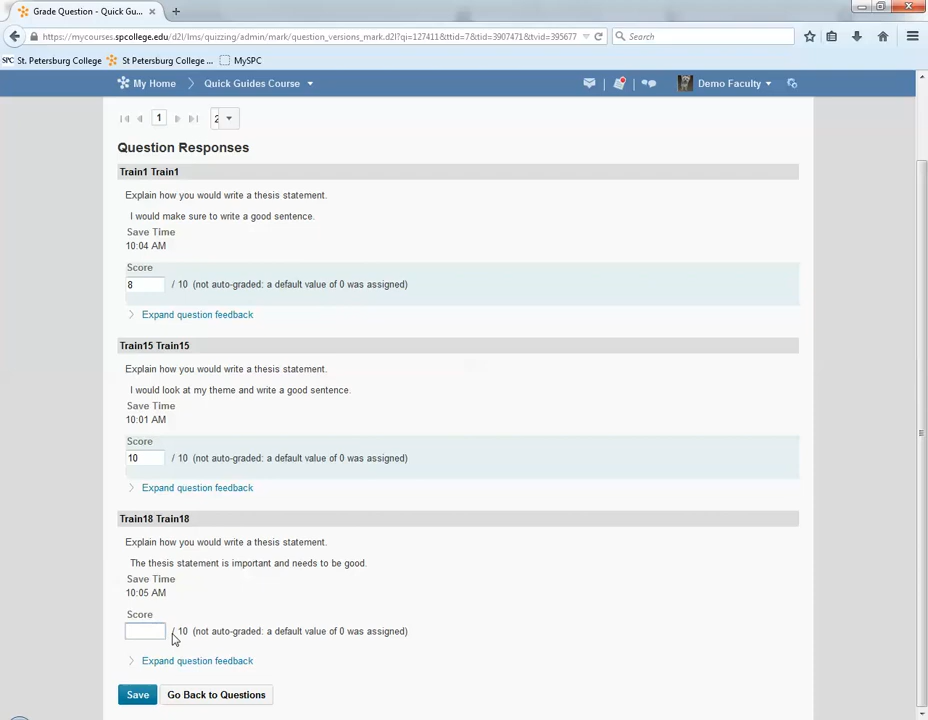 Grade Question - Quick Gu...
https://mycourses.spcollege.edu/d2l/lms/quizzing/admin/mark/question_versions_mark.d2l?qi=127411&ttid=7&tid=3907471&tvid=395677
Search
SPC St. Petersburg College St Petersburg College ... MySPC
My Home Quick Guides Course Demo Faculty
1 2
Question Responses
Train1 Train1
Explain how you would write a thesis statement.
I would make sure to write a good sentence.
Save Time
10:04 AM
Score
8 / 10 (not auto-graded: a default value of 0 was assigned)
Expand question feedback
Train15 Train15
Explain how you would write a thesis statement.
I would look at my theme and write a good sentence.
Save Time
10:01 AM
Score
10 / 10 (not auto-graded: a default value of 0 was assigned)
Expand question feedback
Train18 Train18
Explain how you would write a thesis statement.
The thesis statement is important and needs to be good.
Save Time
10:05 AM
Score
/ 10 (not auto-graded: a default value of 0 was assigned)
Expand question feedback
Save Go Back to Questions